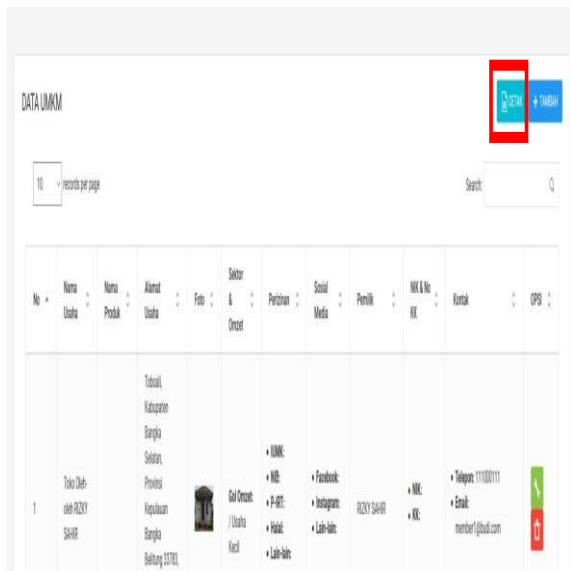 DATA UMKM
CETAK
+ TAMBAH
10 records per page
Search:
No
Nama
Usaha
Nama
Produk
Alamat
Usaha
Foto
Sektor
&
Omzet
Perizinan
Sosial
Media
Pemilik
NIK & No
KK
Kontak
OPSI
1
Toko Oleh-
oleh RIZKY
SAHIR
Toboali,
Kabupaten
Bangka
Selatan,
Provinsi
Kepulauan
Bangka
Belitung 33783,
Gol Omzet:
/ Usaha
Kecil
• IUMK:
• NIB:
• P-IRT:
• Halal:
• Lain-lain:
• Facebook:
• Instagram:
• Lain-lain:
RIZKY SAHIR
• NIK:
• KK:
• Telepon: 111000111
• Email:
member1@budi.com